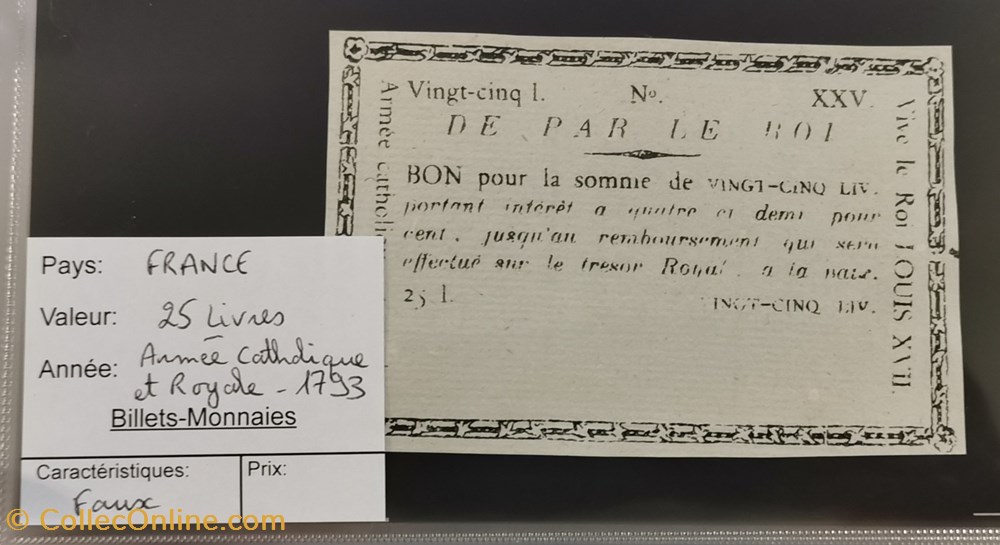 Vingt-cinq l. No. XXV.
DE PAR LE ROI
BON pour la somme de VINGT-CINQ LIV.
portant intérêt a quatre et demi pour
cent, jusqu'au remboursement qui sera
effectué sur le tresor Royal, a la paix.
25 l. VINGT-CINQ LIV.
Armée catholi
Vive le Roi LOUIS XVII.
Pays: FRANCE
Valeur: 25 Livres
Année: Armée Catholique
et Royale - 1793
Billets-Monnaies
Caractéristiques: Prix:
Faux
© CollecOnline.com